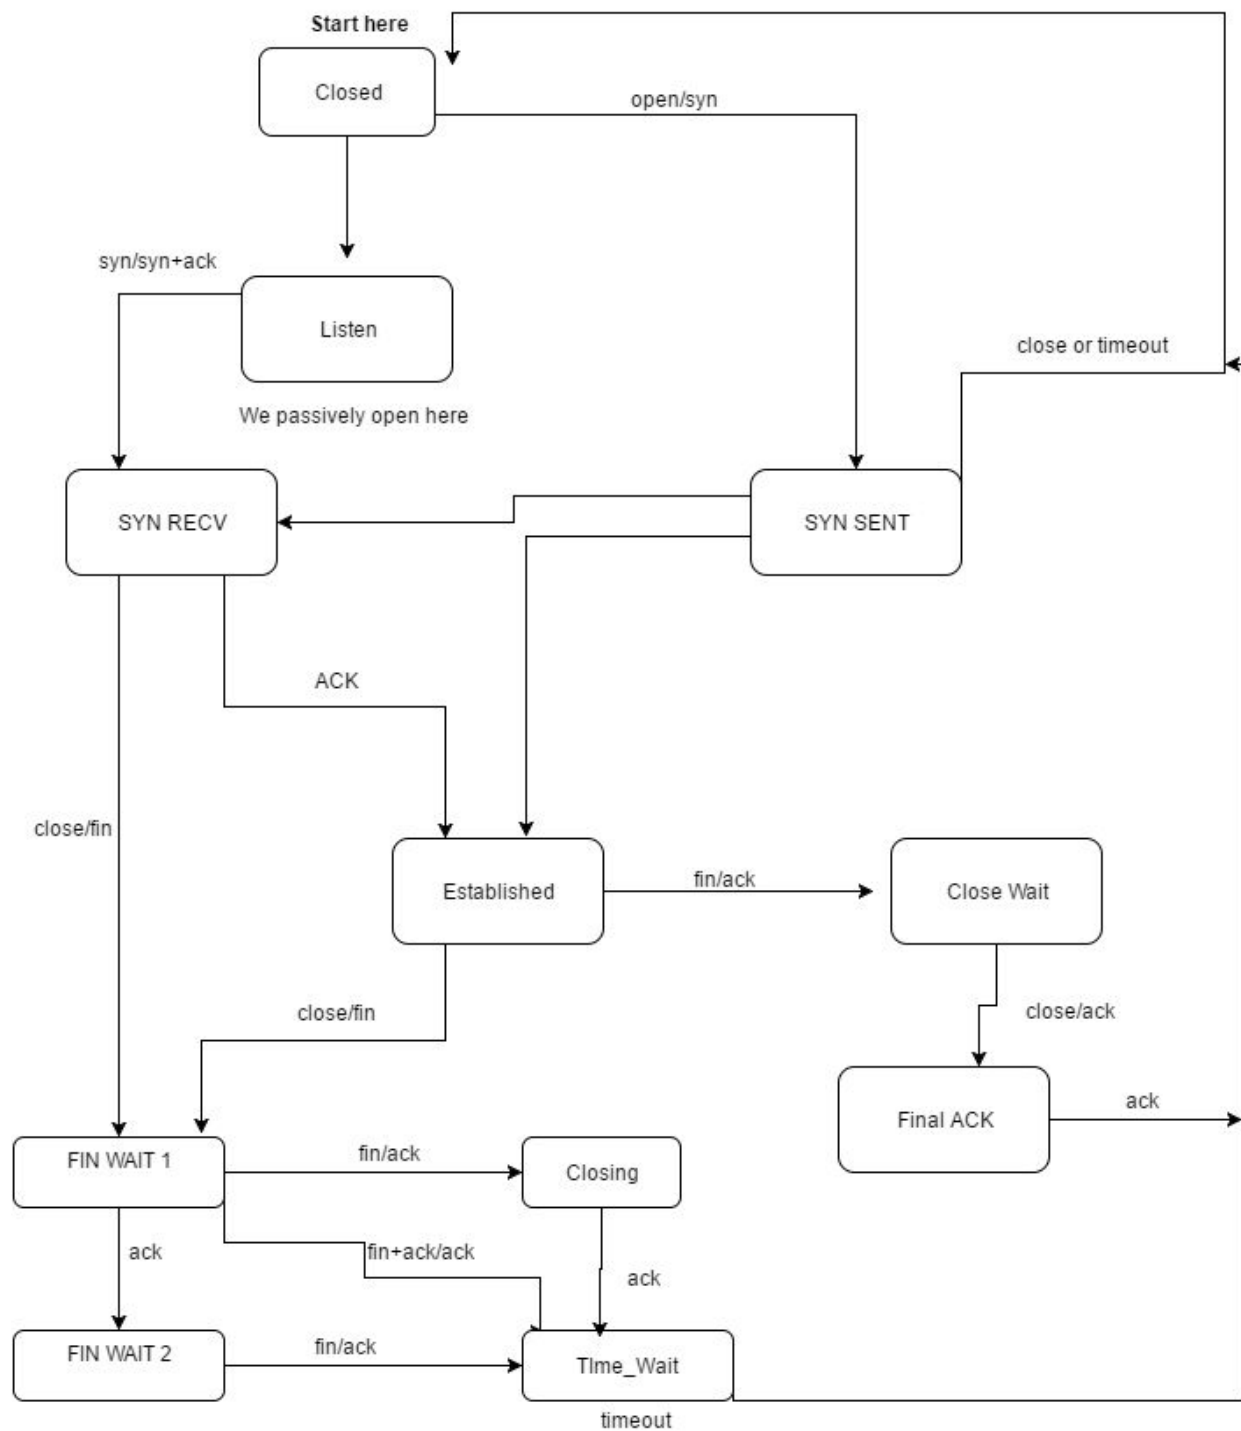 Start here
Closed
open/syn
syn/syn+ack
Listen
close or timeout
We passively open here
SYN RECV
SYN SENT
ACK
close/fin
Established
fin/ack
Close Wait
close/fin
close/ack
Final ACK
ack
FIN WAIT 1
fin/ack
Closing
ack
fin+ack/ack
ack
FIN WAIT 2
fin/ack
TIme_Wait
timeout